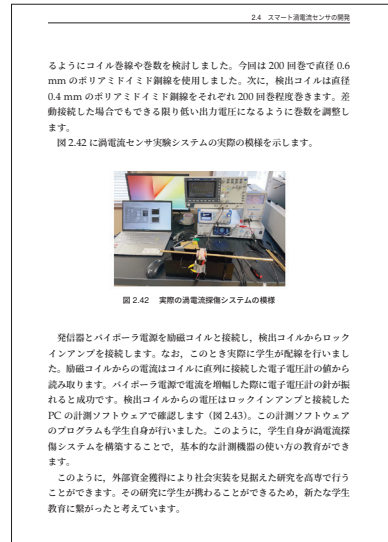 2.4 スマート渦電流センサの開発
るようにコイル巻線や巻数を検討しました。今回は 200 回巻で直径 0.6
mm のポリアミドイミド銅線を使用しました。次に，検出コイルは直径
0.4 mm のポリアミドイミド銅線をそれぞれ 200 回巻程度巻きます。差
動接続した場合でもできる限り低い出力電圧になるように巻数を調整し
ます。
図 2.42 に渦電流センサ実験システムの実際の模様を示します。
図 2.42 実際の渦電流探傷システムの模様
発信器とバイポーラ電源を励磁コイルと接続し，検出コイルからロック
インアンプを接続します。なお，このとき実際に学生が配線を行いまし
た。励磁コイルからの電流はコイルに直列に接続した電子電圧計の値から
読み取ります。バイポーラ電源で電流を増幅した際に電子電圧計の針が振
れると成功です。検出コイルからの電圧はロックインアンプと接続した
PC の計測ソフトウェアで確認します（図 2.43）。この計測ソフトウェア
のプログラムも学生自身が行いました。このように，学生自身が渦電流探
傷システムを構築することで，基本的な計測機器の使い方の教育ができ
ます。
このように，外部資金獲得により社会実装を見据えた研究を高専で行う
ことができます。その研究に学生が携わることができるため，新たな学生
教育に繋がったと考えています。